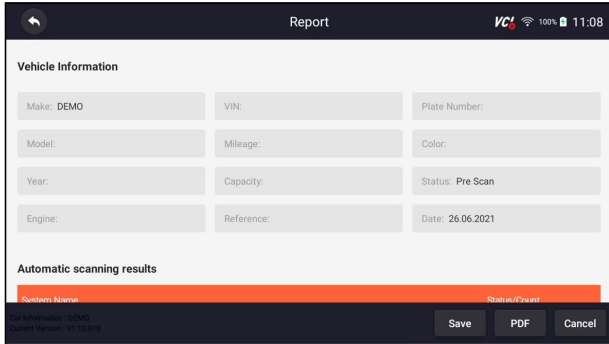 Report
VCI 100% 11:08
Vehicle Information
Make: DEMO VIN: Plate Number:
Model: Mileage: Color:
Year: Capacity: Status: Pre Scan
Engine: Reference: Date: 26.06.2021
Automatic scanning results
System Name Status/Count
Car Information : DEMO
Current Version : V1.10.016
Save PDF Cancel